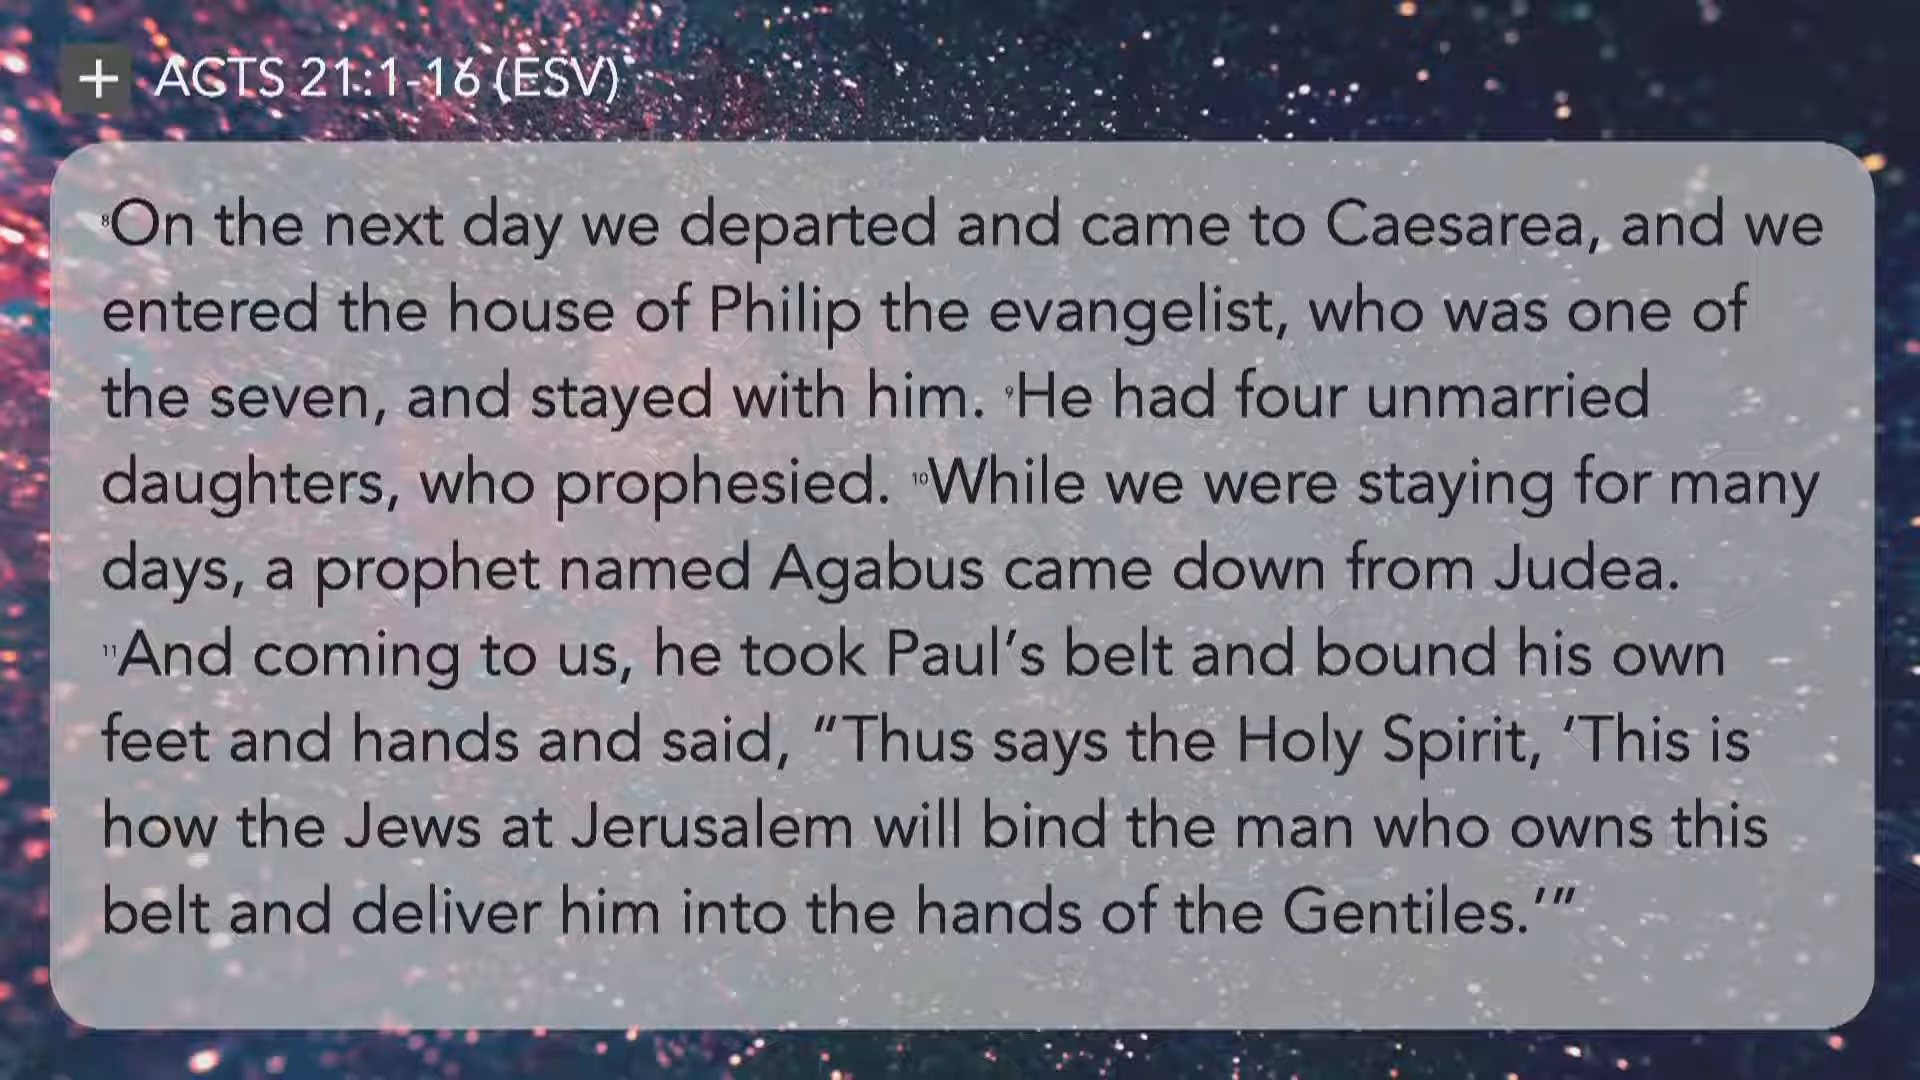 + ACTS 21:1-16 (ESV)
⁸On the next day we departed and came to Caesarea, and we
entered the house of Philip the evangelist, who was one of
the seven, and stayed with him. ⁹He had four unmarried
daughters, who prophesied. ¹⁰While we were staying for many
days, a prophet named Agabus came down from Judea.
¹¹And coming to us, he took Paul’s belt and bound his own
feet and hands and said, “Thus says the Holy Spirit, ‘This is
how the Jews at Jerusalem will bind the man who owns this
belt and deliver him into the hands of the Gentiles.’”